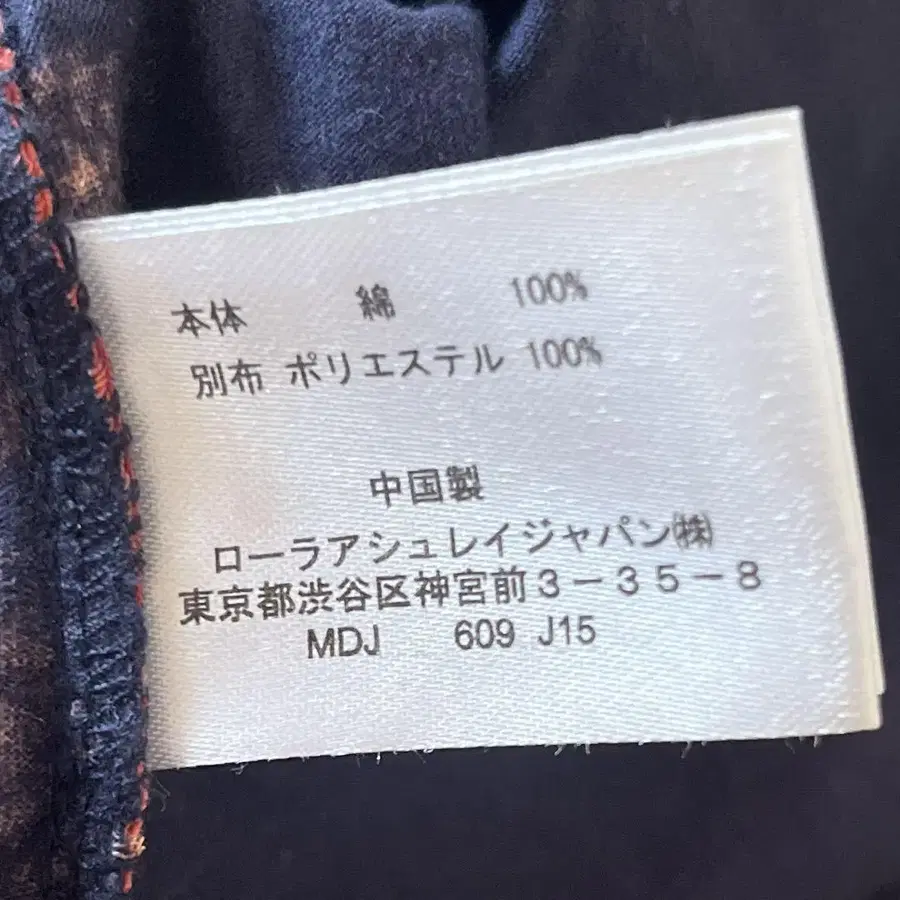 本体 綿 100%
別布 ポリエステル 100%
中国製
ローラアシュレイジャパン㈱
東京都渋谷区神宮前3-35-8
MDJ 609 J15